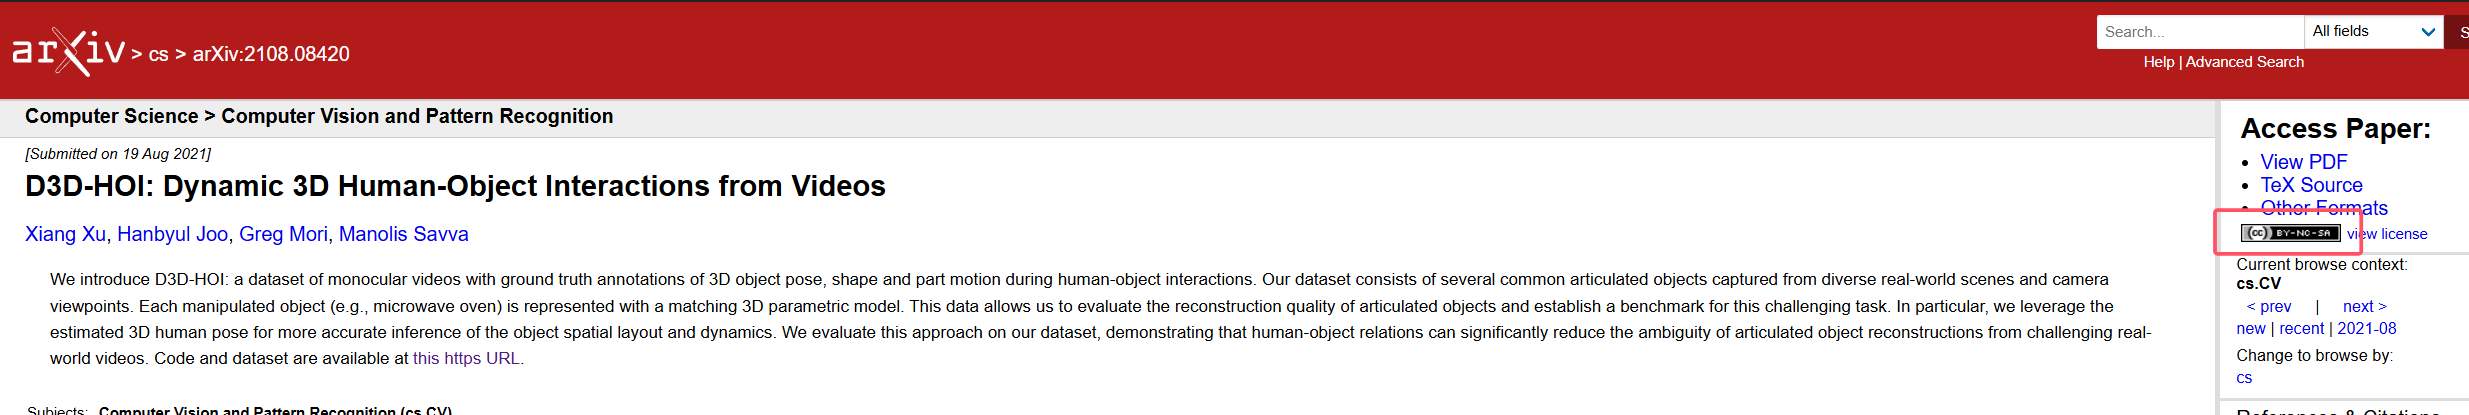 arXiv > cs > arXiv:2108.08420
Search...
All fields
S
Help | Advanced Search
Computer Science > Computer Vision and Pattern Recognition
[Submitted on 19 Aug 2021]
D3D-HOI: Dynamic 3D Human-Object Interactions from Videos
Xiang Xu, Hanbyul Joo, Greg Mori, Manolis Savva
We introduce D3D-HOI: a dataset of monocular videos with ground truth annotations of 3D object pose, shape and part motion during human-object interactions. Our dataset consists of several common articulated objects captured from diverse real-world scenes and camera
viewpoints. Each manipulated object (e.g., microwave oven) is represented with a matching 3D parametric model. This data allows us to evaluate the reconstruction quality of articulated objects and establish a benchmark for this challenging task. In particular, we leverage the
estimated 3D human pose for more accurate inference of the object spatial layout and dynamics. We evaluate this approach on our dataset, demonstrating that human-object relations can significantly reduce the ambiguity of articulated object reconstructions from challenging real-
world videos. Code and dataset are available at this https URL.
Subjects: Computer Vision and Pattern Recognition (cs.CV)
Access Paper:
View PDF
TeX Source
Other Formats
(cc) BY-NC-SA view license
Current browse context:
cs.CV
< prev | next >
new | recent | 2021-08
Change to browse by:
cs
References & Citations